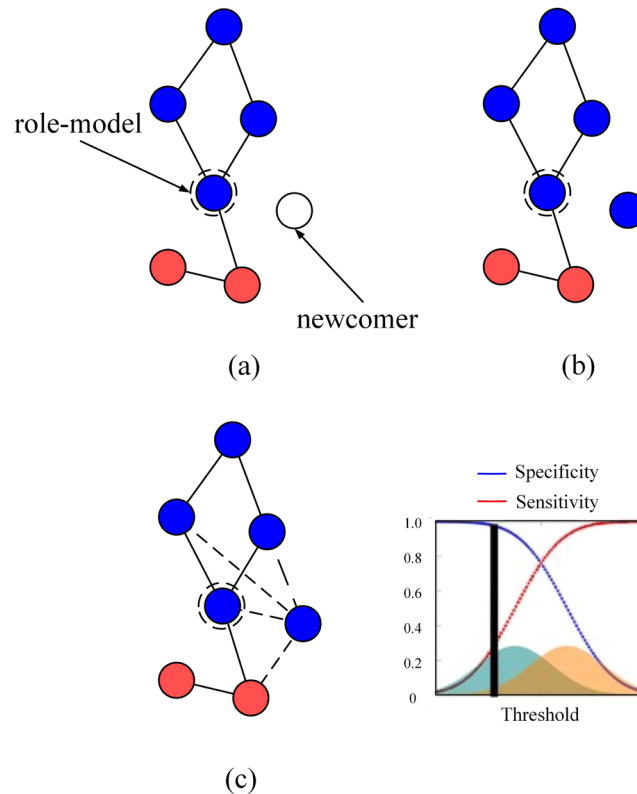 role-model
newcomer
(a)
(b)
Specificity
Sensitivity
1.0
0.8
0.6
0.4
0.2
0
Threshold
(c)